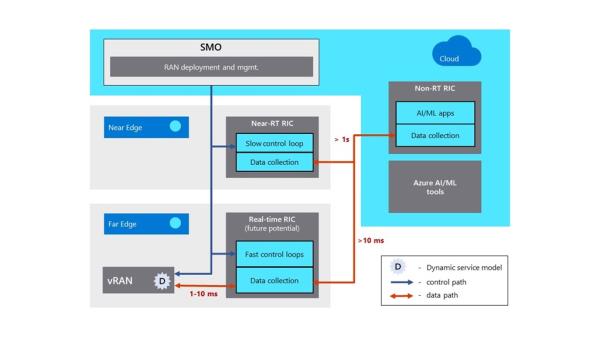 SMO
RAN deployment and mgmt.
Cloud
Non-RT RIC
AI/ML apps
Data collection
Azure AI/ML
tools
Near Edge
Near-RT RIC
Slow control loop
Data collection
> 1s
Far Edge
Real-time RIC
(future potential)
Fast control loops
Data collection
>10 ms
vRAN
D
1-10 ms
D - Dynamic service model
- control path
- data path